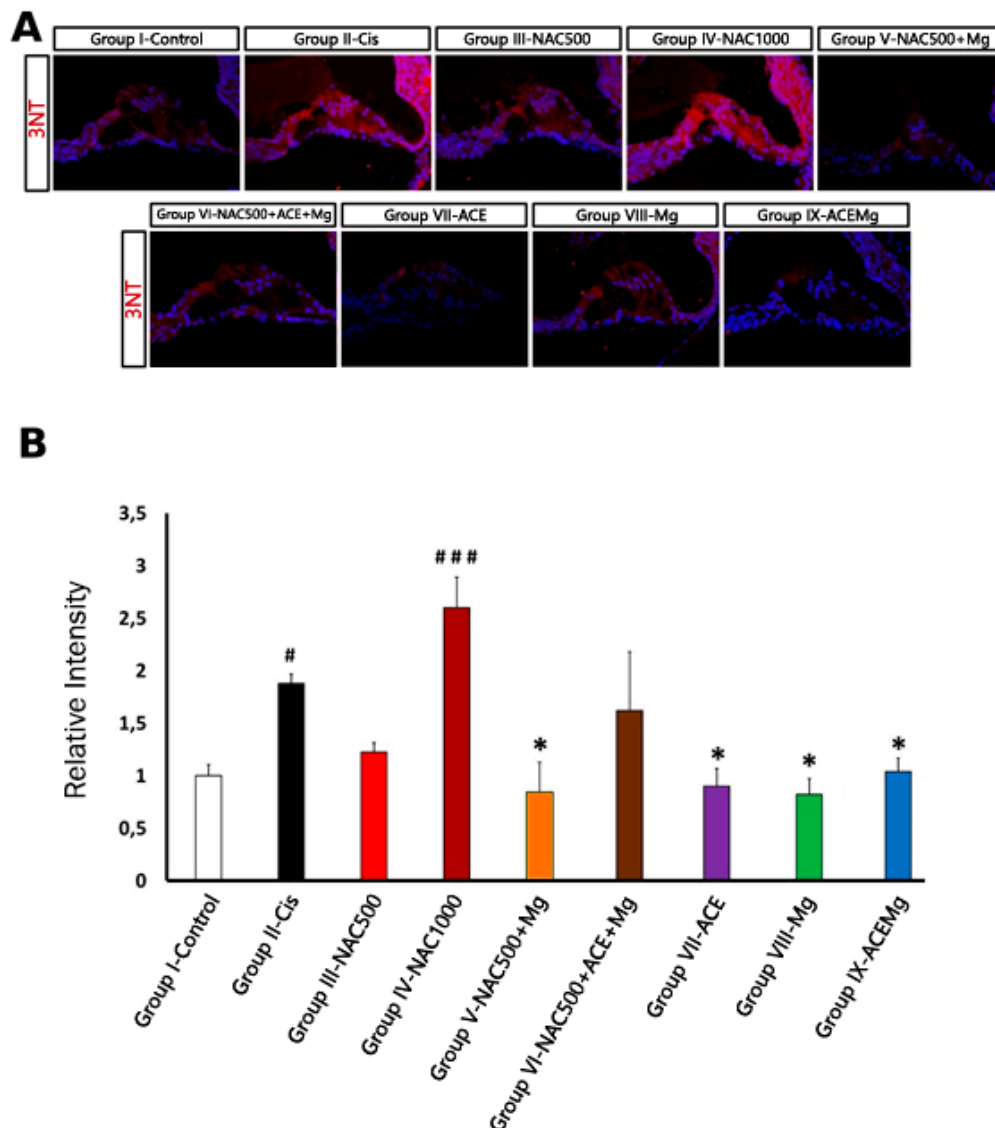 A
Group I-Control
Group II-Cis
Group III-NAC500
Group IV-NAC1000
Group V-NAC500+Mg
3NT
Group VI-NAC500+ACE+Mg
Group VII-ACE
Group VIII-Mg
Group IX-ACEMg
3NT
B
Relative Intensity
3,5
3
2,5
2
1,5
1
0,5
0
#
# # #
*
*
*
*
Group I-Control
Group II-Cis
Group III-NAC500
Group IV-NAC1000
Group V-NAC500+Mg
Group VI-NAC500+ACE+Mg
Group VII-ACE
Group VIII-Mg
Group IX-ACEMg